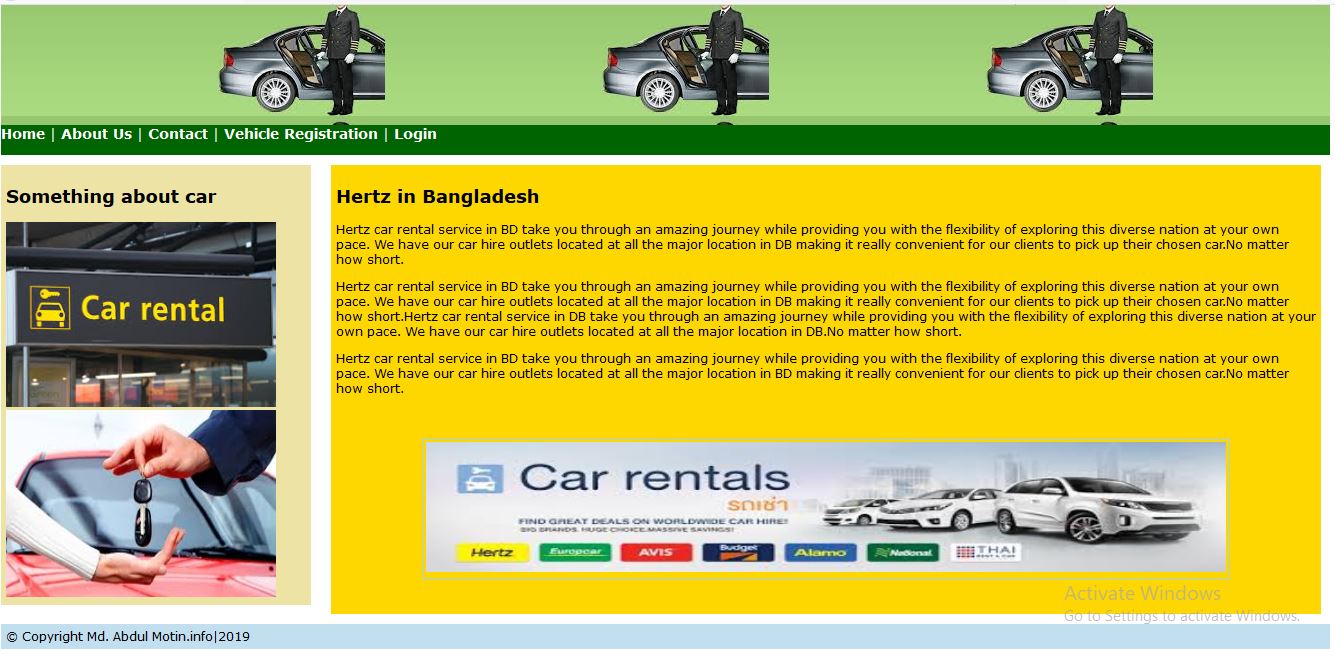 Home | About Us | Contact | Vehicle Registration | Login
Something about car
Car rental
Hertz in Bangladesh
Hertz car rental service in BD take you through an amazing journey while providing you with the flexibility of exploring this diverse nation at your own
pace. We have our car hire outlets located at all the major location in DB making it really convenient for our clients to pick up their chosen car.No matter
how short.
Hertz car rental service in BD take you through an amazing journey while providing you with the flexibility of exploring this diverse nation at your own
pace. We have our car hire outlets located at all the major location in DB making it really convenient for our clients to pick up their chosen car.No matter
how short.Hertz car rental service in DB take you through an amazing journey while providing you with the flexibility of exploring this diverse nation at your
own pace. We have our car hire outlets located at all the major location in DB.No matter how short.
Hertz car rental service in BD take you through an amazing journey while providing you with the flexibility of exploring this diverse nation at your own
pace. We have our car hire outlets located at all the major location in BD making it really convenient for our clients to pick up their chosen car.No matter
how short.
Car rentals
รถเช่า
FIND GREAT DEALS ON WORLDWIDE CAR HIRE!
BIG BRANDS. HUGE CHOICE.MASSIVE SAVINGS!
Hertz Europcar AVIS Budget Alamo National THAI
RENT A CAR
Activate Windows
Go to Settings to activate Windows.
© Copyright Md. Abdul Motin.info|2019